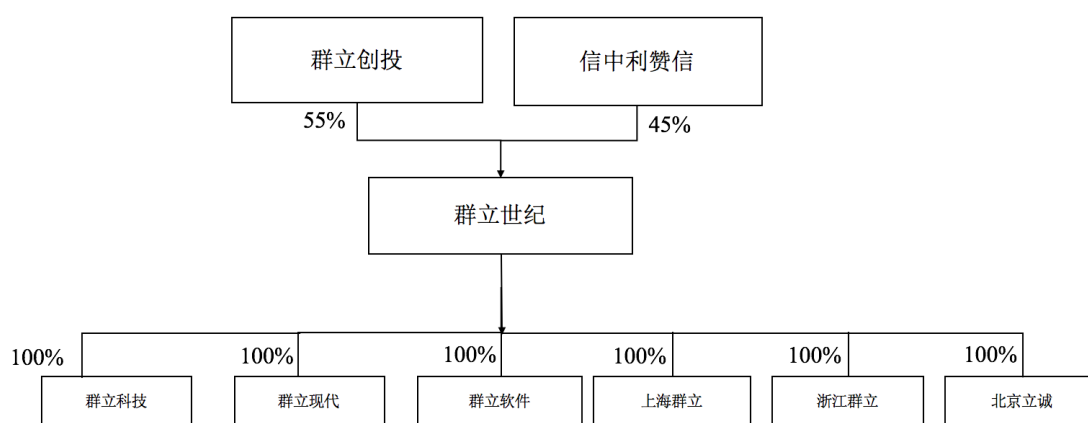 群立创投
信中利赞信
55%
45%
群立世纪
100%
100%
100%
100%
100%
100%
群立科技
群立现代
群立软件
上海群立
浙江群立
北京立诚